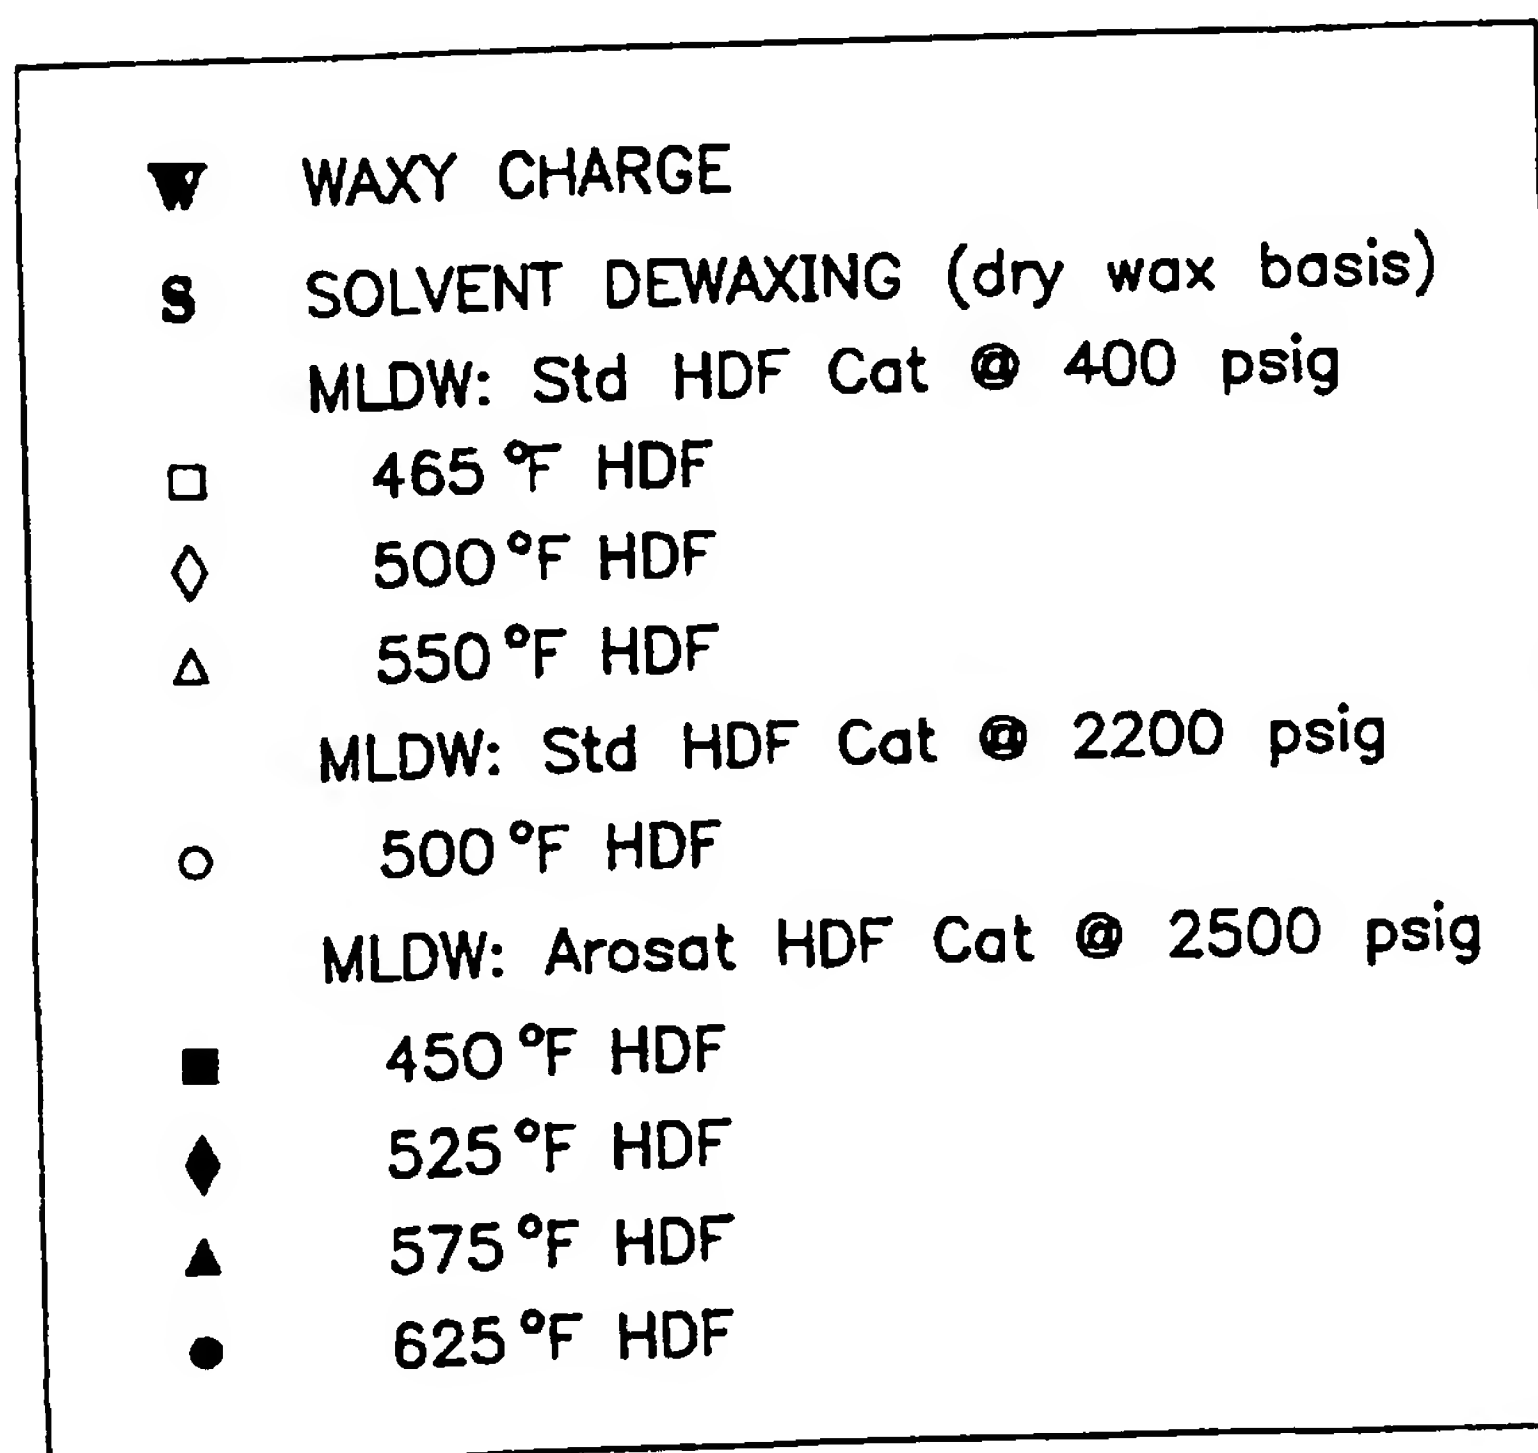 W WAXY CHARGE
S SOLVENT DEWAXING (dry wax basis)
MLDW: Std HDF Cat @ 400 psig
465 °F HDF
500 °F HDF
550 °F HDF
MLDW: Std HDF Cat @ 2200 psig
500 °F HDF
MLDW: Arosat HDF Cat @ 2500 psig
450 °F HDF
525 °F HDF
575 °F HDF
625 °F HDF